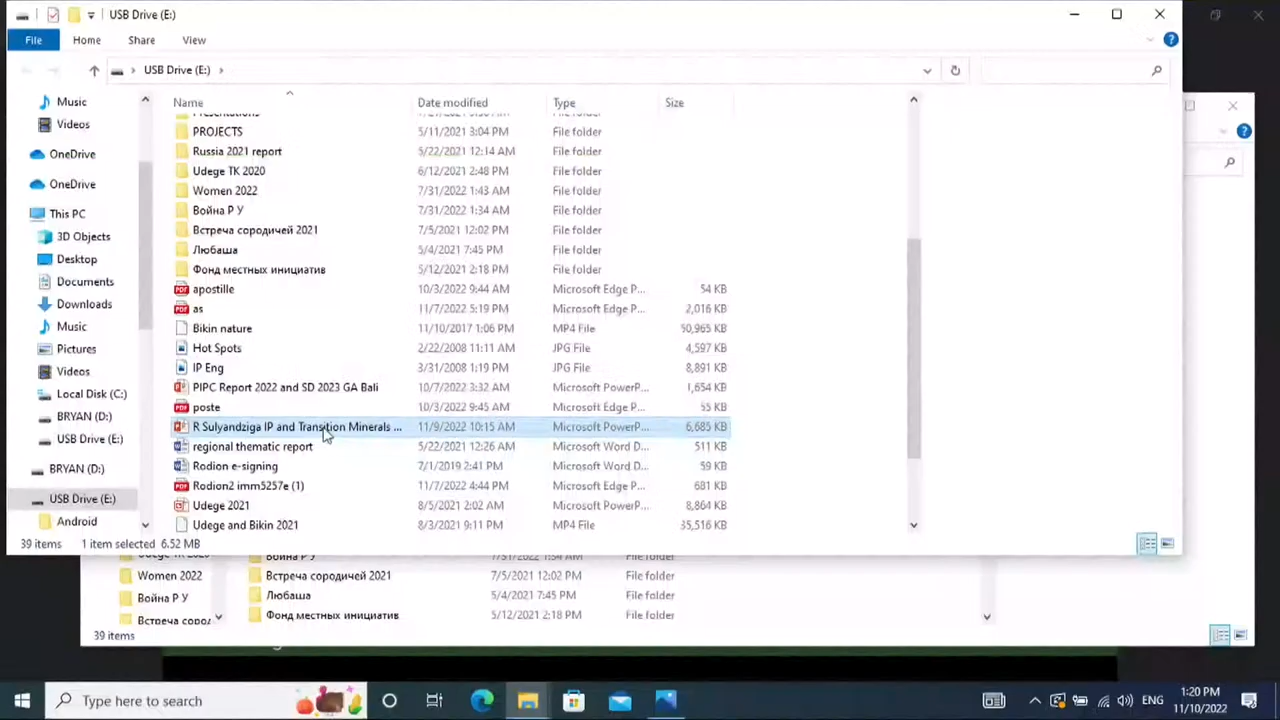 USB Drive (E:)
File Home Share View
USB Drive (E:)
Name Date modified Type Size
Music
Videos
OneDrive
OneDrive
This PC
3D Objects
Desktop
Documents
Downloads
Music
Pictures
Videos
Local Disk (C:)
BRYAN (D:)
USB Drive (E:)
BRYAN (D:)
USB Drive (E:)
Android
PROJECTS 5/11/2021 3:04 PM File folder
Russia 2021 report 5/22/2021 12:14 AM File folder
Udege TK 2020 6/12/2021 2:48 PM File folder
Women 2022 7/31/2022 1:43 AM File folder
Война Р У 7/31/2022 1:34 AM File folder
Встреча сородичей 2021 7/5/2021 12:02 PM File folder
Любаша 5/4/2021 7:45 PM File folder
Фонд местных инициатив 5/12/2021 2:18 PM File folder
apostille 10/3/2022 9:44 AM Microsoft Edge P... 54 KB
as 11/7/2022 5:19 PM Microsoft Edge P... 2,016 KB
Bikin nature 11/10/2017 1:06 PM MP4 File 50,965 KB
Hot Spots 2/22/2008 11:11 AM JPG File 4,597 KB
IP Eng 3/31/2008 1:19 PM JPG File 8,891 KB
PIPC Report 2022 and SD 2023 GA Bali 10/7/2022 3:32 AM Microsoft PowerP... 1,654 KB
poste 10/3/2022 9:45 AM Microsoft Edge P... 55 KB
R Sulyandziga IP and Transition Minerals ... 11/9/2022 10:15 AM Microsoft PowerP... 6,685 KB
regional thematic report 5/22/2021 12:26 AM Microsoft Word D... 511 KB
Rodion e-signing 7/1/2019 2:41 PM Microsoft Word D... 59 KB
Rodion2 imm5257e (1) 11/7/2022 4:44 PM Microsoft Edge P... 681 KB
Udege 2021 8/5/2021 2:02 AM Microsoft PowerP... 8,864 KB
Udege and Bikin 2021 8/3/2021 9:11 PM MP4 File 35,516 KB
39 items 1 item selected 6.52 MB
Women 2022
Война Р У
Встреча сород
Встреча сородичей 2021 7/5/2021 12:02 PM File folder
Любаша 5/4/2021 7:45 PM File folder
Фонд местных инициатив 5/12/2021 2:18 PM File folder
39 items
Type here to search
ENG
1:20 PM
11/10/2022